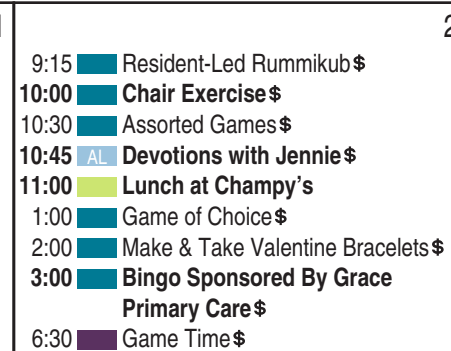 2
9:15 Resident-Led Rummikub $
10:00 Chair Exercise $
10:30 Assorted Games $
10:45 AL Devotions with Jennie $
11:00 Lunch at Champy's
1:00 Game of Choice $
2:00 Make & Take Valentine Bracelets $
3:00 Bingo Sponsored By Grace
Primary Care $
6:30 Game Time $